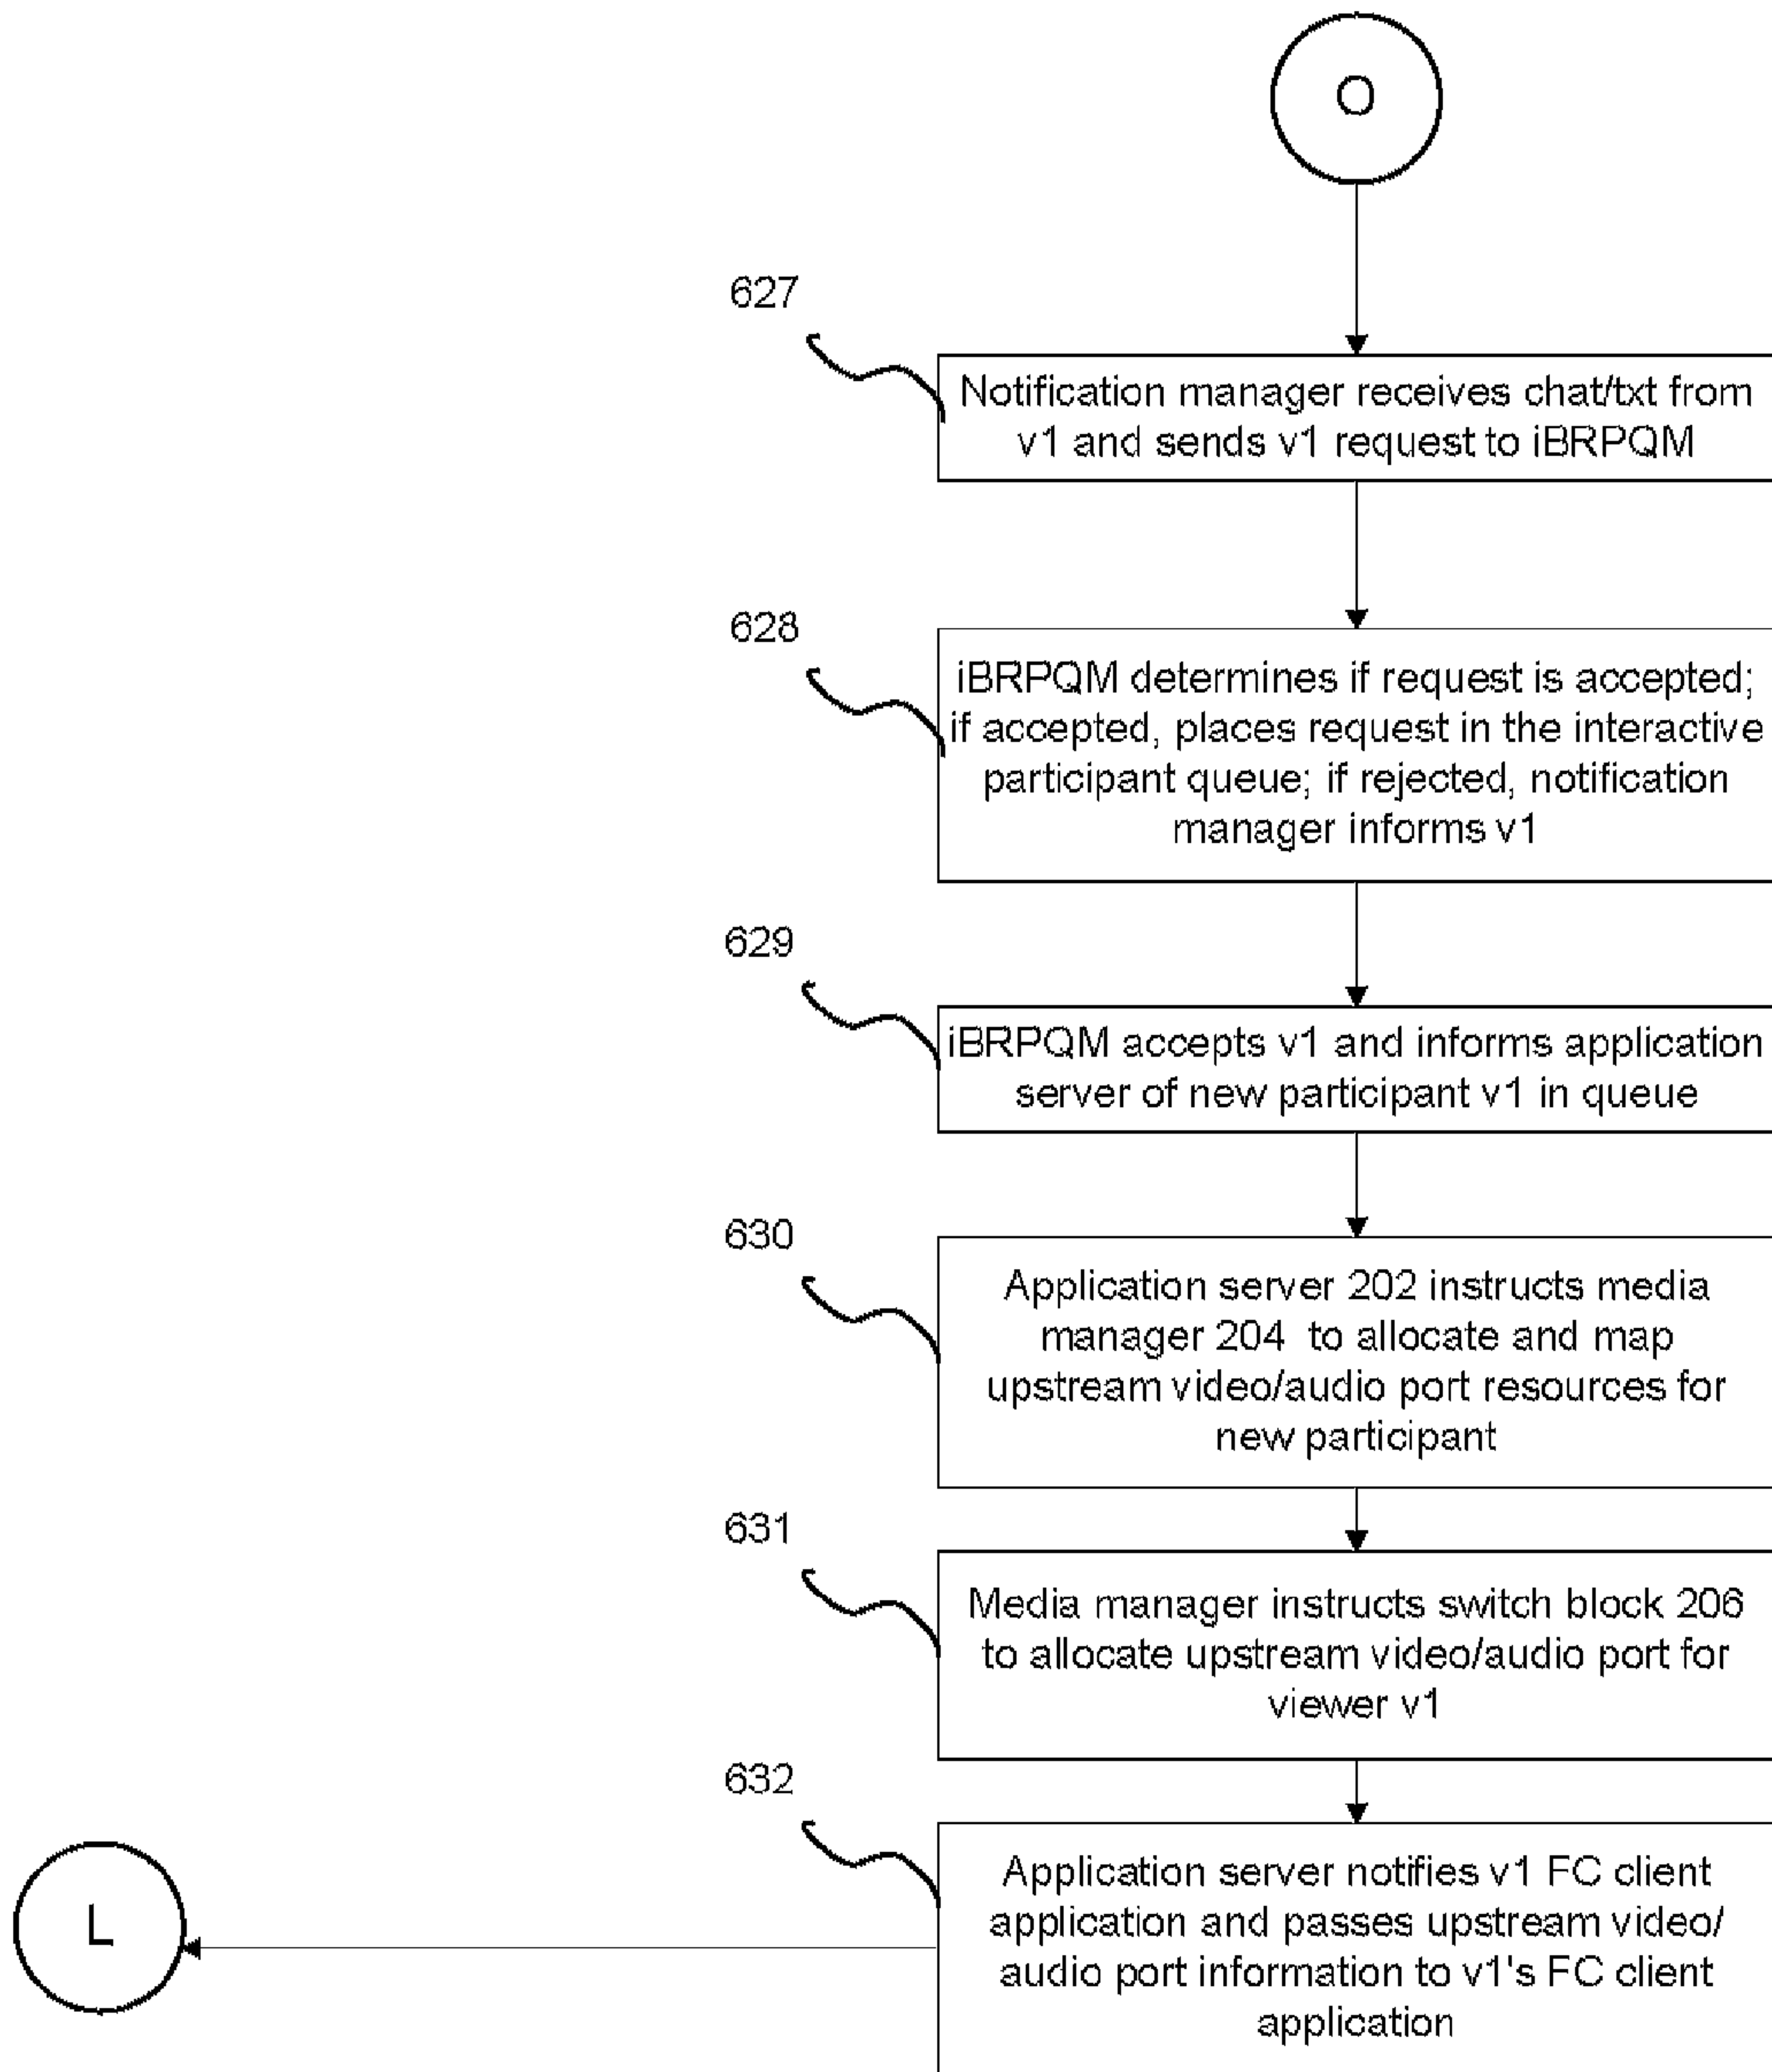 O
627
Notification manager receives chat/txt from
v1 and sends v1 request to iBRPQM
628
iBRPQM determines if request is accepted;
if accepted, places request in the interactive
participant queue; if rejected, notification
manager informs v1
629
iBRPQM accepts v1 and informs application
server of new participant v1 in queue
630
Application server 202 instructs media
manager 204 to allocate and map
upstream video/audio port resources for
new participant
631
Media manager instructs switch block 206
to allocate upstream video/audio port for
viewer v1
632
Application server notifies v1 FC client
application and passes upstream video/
audio port information to v1's FC client
application
L